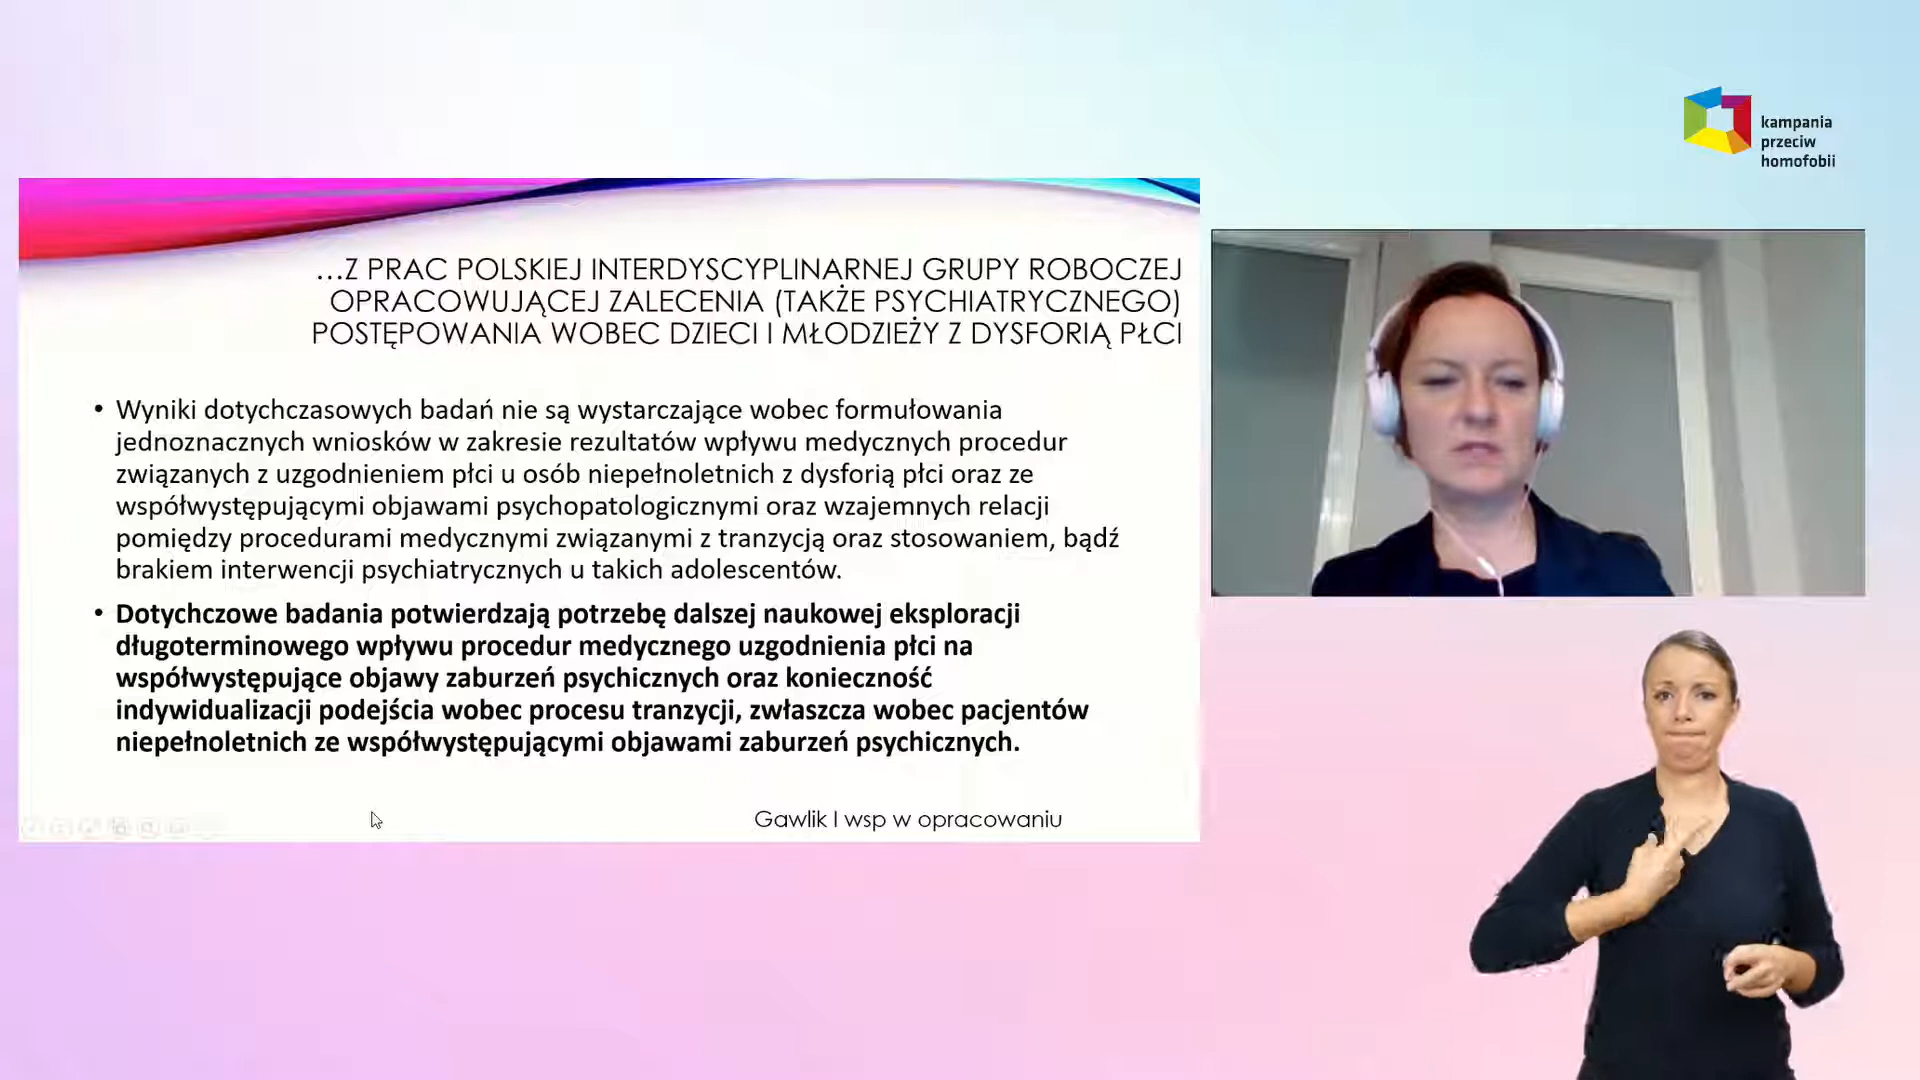 kampania
przeciw
homofobii
...Z PRAC POLSKIEJ INTERDYSCYPLINARNEJ GRUPY ROBOCZEJ
OPRACOWUJĄCEJ ZALECENIA (TAKŻE PSYCHIATRYCZNEGO)
POSTĘPOWANIA WOBEC DZIECI I MŁODZIEŻY Z DYSFORIĄ PŁCI
• Wyniki dotychczasowych badań nie są wystarczające wobec formułowania
jednoznacznych wniosków w zakresie rezultatów wpływu medycznych procedur
związanych z uzgodnieniem płci u osób niepełnoletnich z dysforią płci oraz ze
współwystępującymi objawami psychopatologicznymi oraz wzajemnych relacji
pomiędzy procedurami medycznymi związanymi z tranzycją oraz stosowaniem, bądź
brakiem interwencji psychiatrycznych u takich adolescentów.
• Dotychczowe badania potwierdzają potrzebę dalszej naukowej eksploracji
długoterminowego wpływu procedur medycznego uzgodnienia płci na
współwystępujące objawy zaburzeń psychicznych oraz konieczność
indywidualizacji podejścia wobec procesu tranzycji, zwłaszcza wobec pacjentów
niepełnoletnich ze współwystępującymi objawami zaburzeń psychicznych.
Gawlik I wsp w opracowaniu